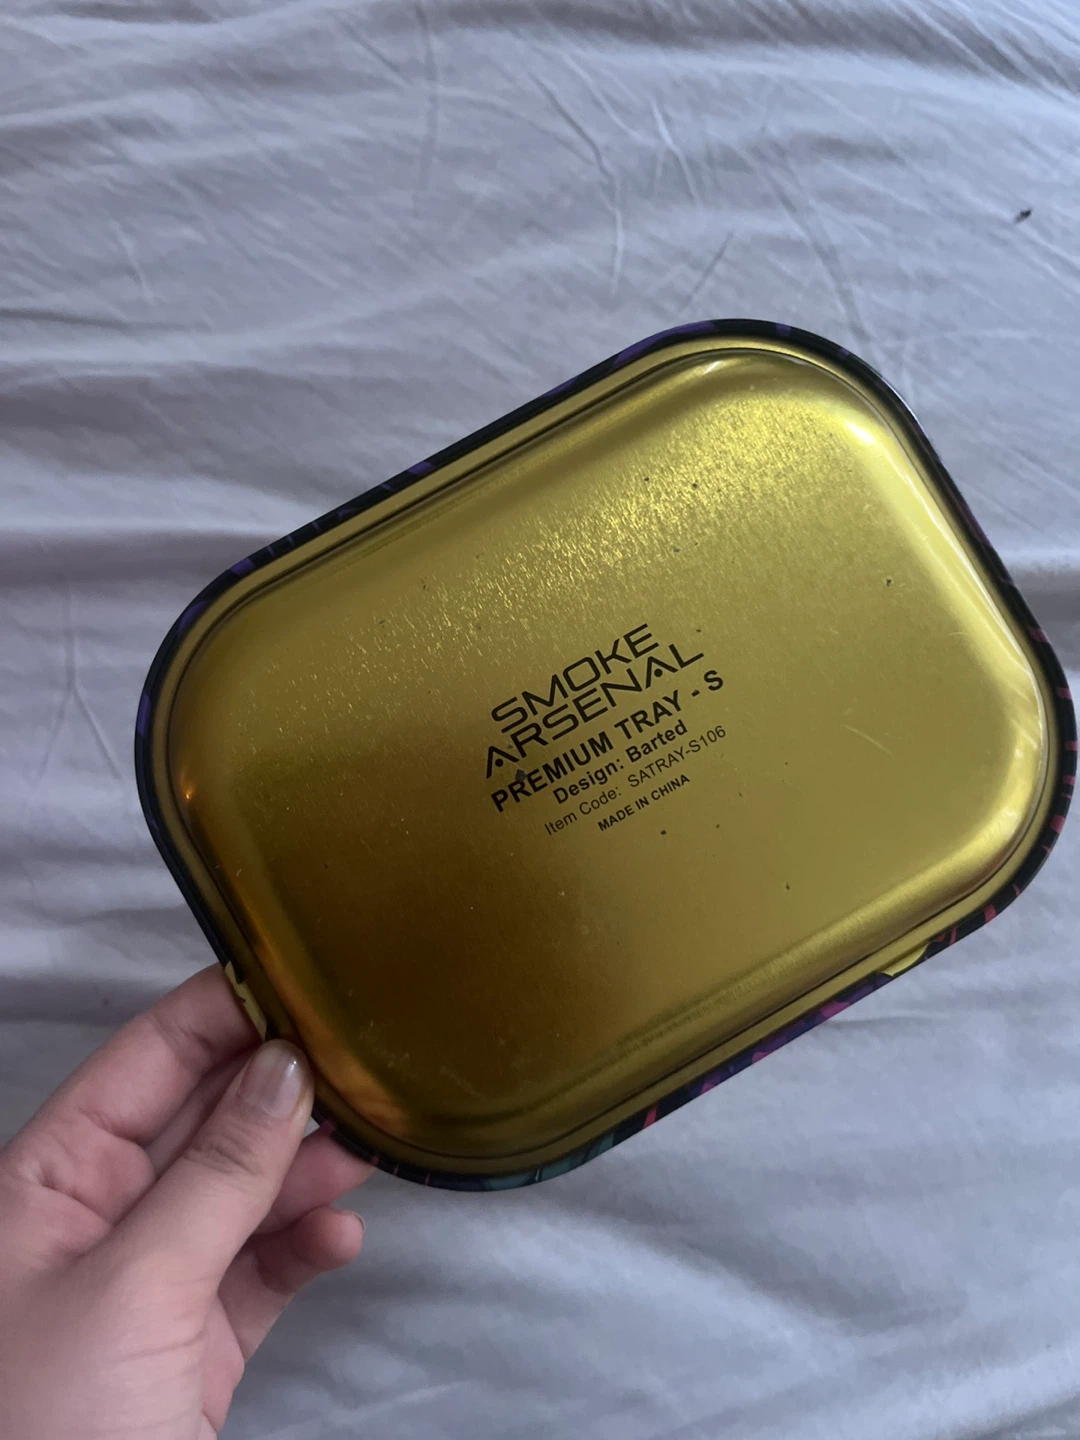 SMOKE
ARSENAL
PREMIUM TRAY - S
Design: Barted
Item Code: SATRAY-S106
MADE IN CHINA